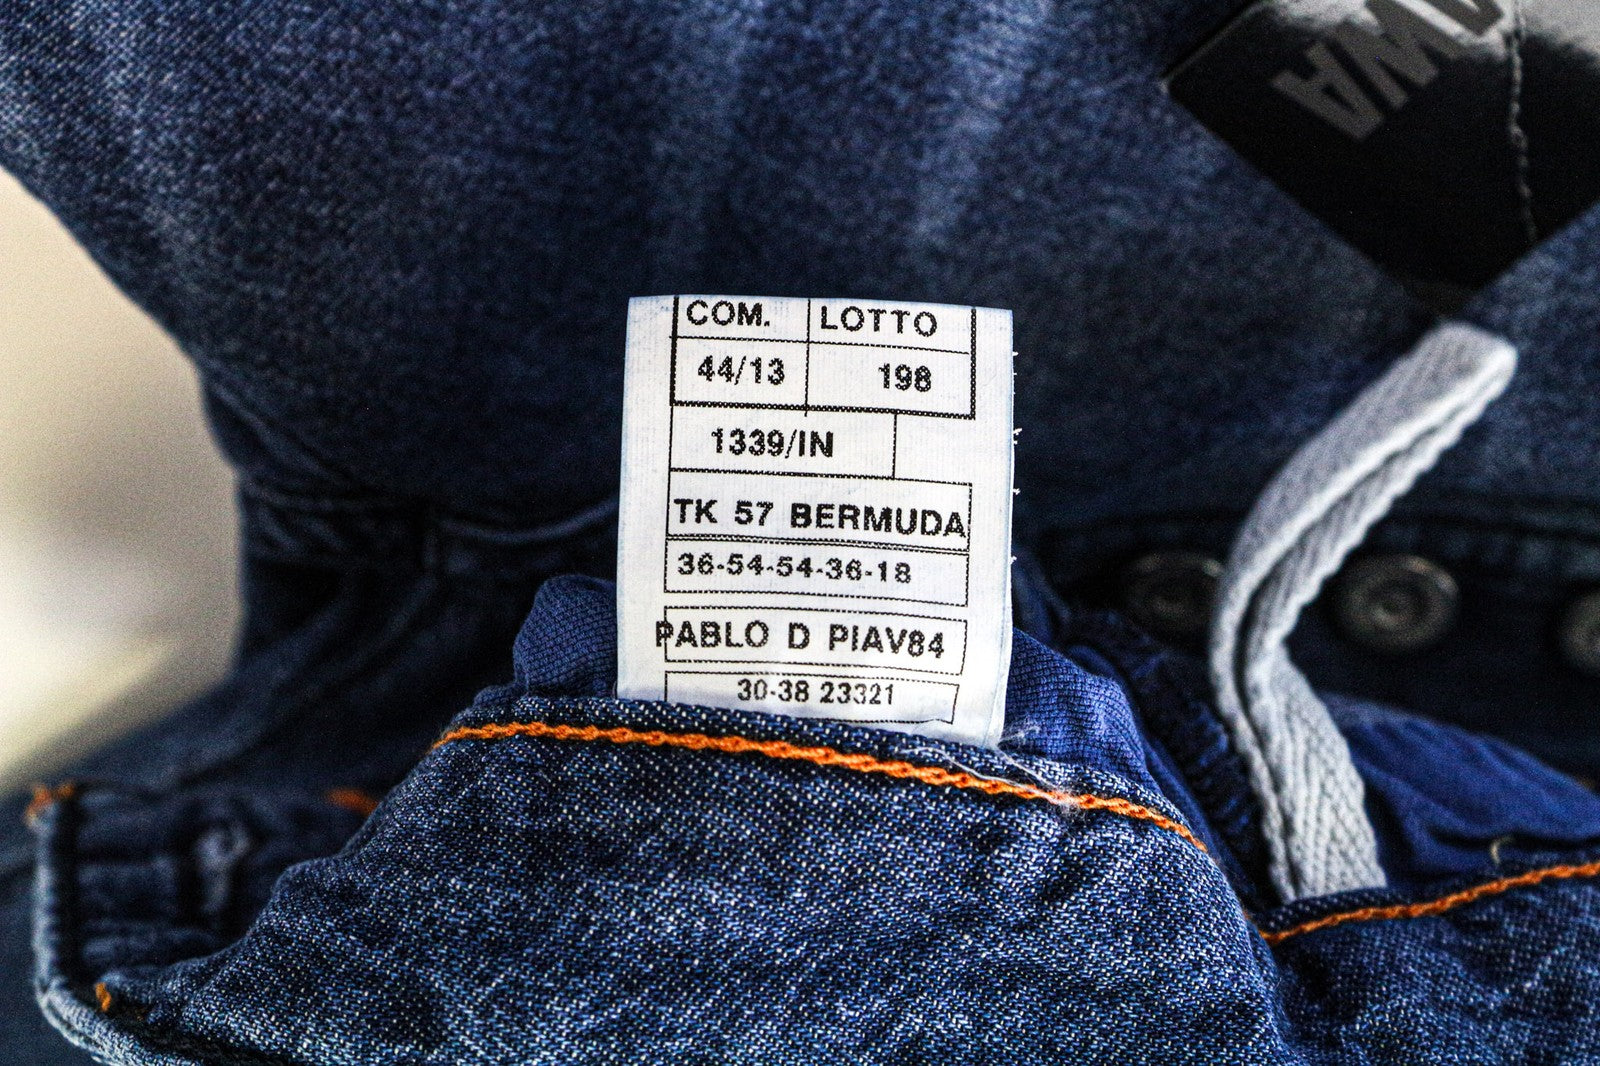 COM. LOTTO
44/13 198
1339/IN
TK 57 BERMUDA
36-54-54-36-18
PABLO D PIAV84
30-38 23321